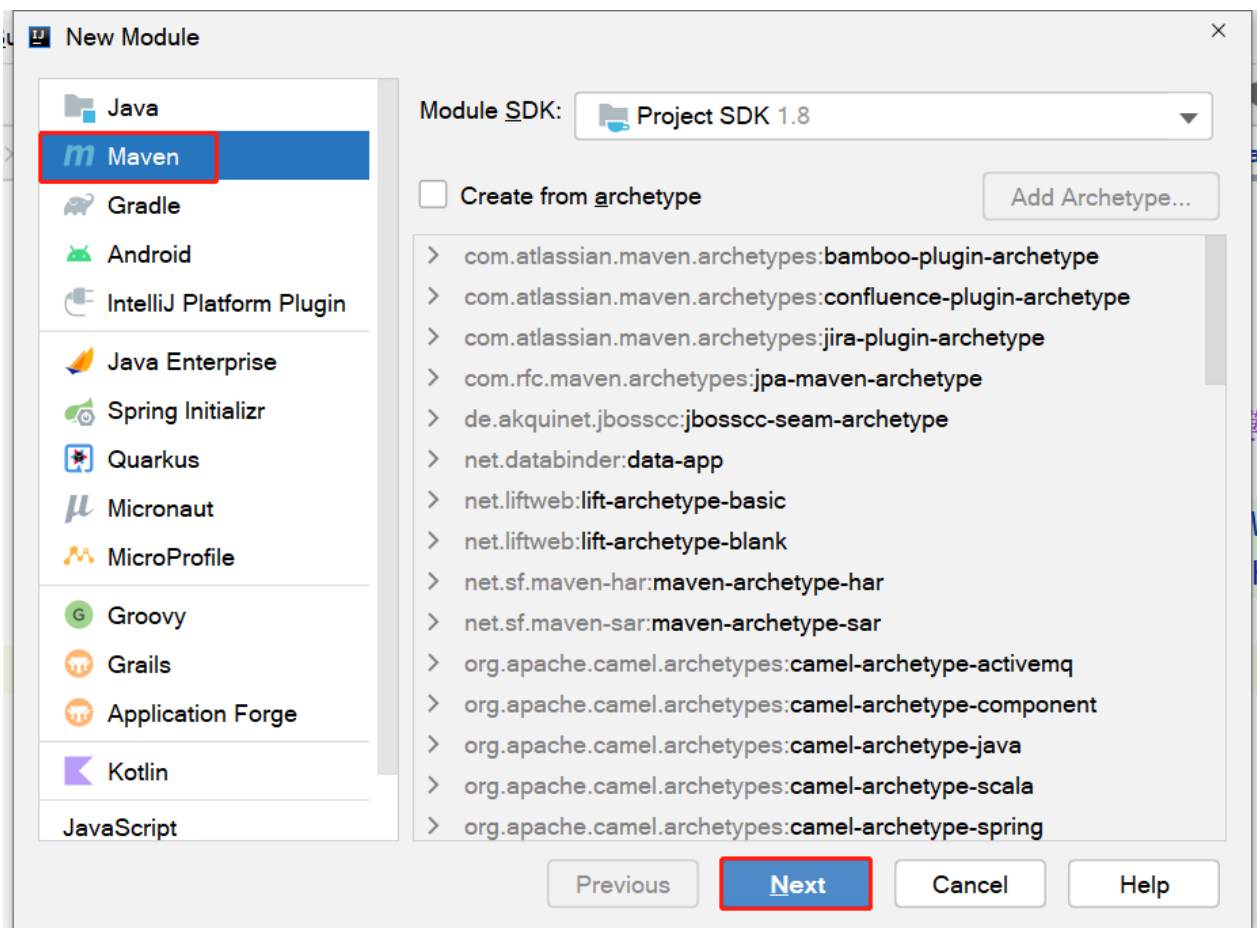 New Module
Java
Maven
Gradle
Android
IntelliJ Platform Plugin
Java Enterprise
Spring Initializr
Quarkus
Micronaut
MicroProfile
Groovy
Grails
Application Forge
Kotlin
JavaScript
Module SDK: Project SDK 1.8
Create from archetype Add Archetype...
com.atlassian.maven.archetypes:bamboo-plugin-archetype
com.atlassian.maven.archetypes:confluence-plugin-archetype
com.atlassian.maven.archetypes:jira-plugin-archetype
com.rfc.maven.archetypes:jpa-maven-archetype
de.akquinet.jbosscc:jbosscc-seam-archetype
net.databinder:data-app
net.liftweb:lift-archetype-basic
net.liftweb:lift-archetype-blank
net.sf.maven-har:maven-archetype-har
net.sf.maven-sar:maven-archetype-sar
org.apache.camel.archetypes:camel-archetype-activemq
org.apache.camel.archetypes:camel-archetype-component
org.apache.camel.archetypes:camel-archetype-java
org.apache.camel.archetypes:camel-archetype-scala
org.apache.camel.archetypes:camel-archetype-spring
Previous Next Cancel Help